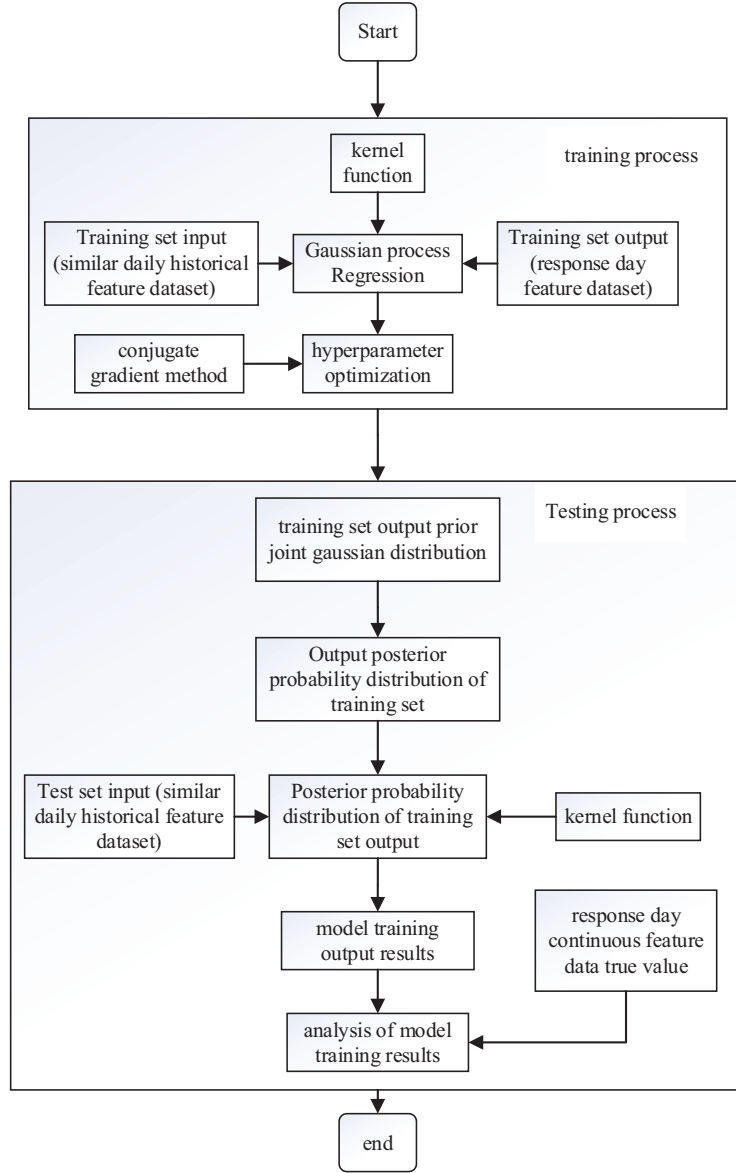 Start
training process
kernel
function
Training set input
(similar daily historical
feature dataset)
Gaussian process
Regression
Training set output
(response day
feature dataset)
conjugate
gradient method
hyperparameter
optimization
Testing process
training set output prior
joint gaussian distribution
Output posterior
probability distribution of
training set
Test set input (similar
daily historical feature
dataset)
Posterior probability
distribution of training
set output
kernel function
model training
output results
response day
continuous feature
data true value
analysis of model
training results
end